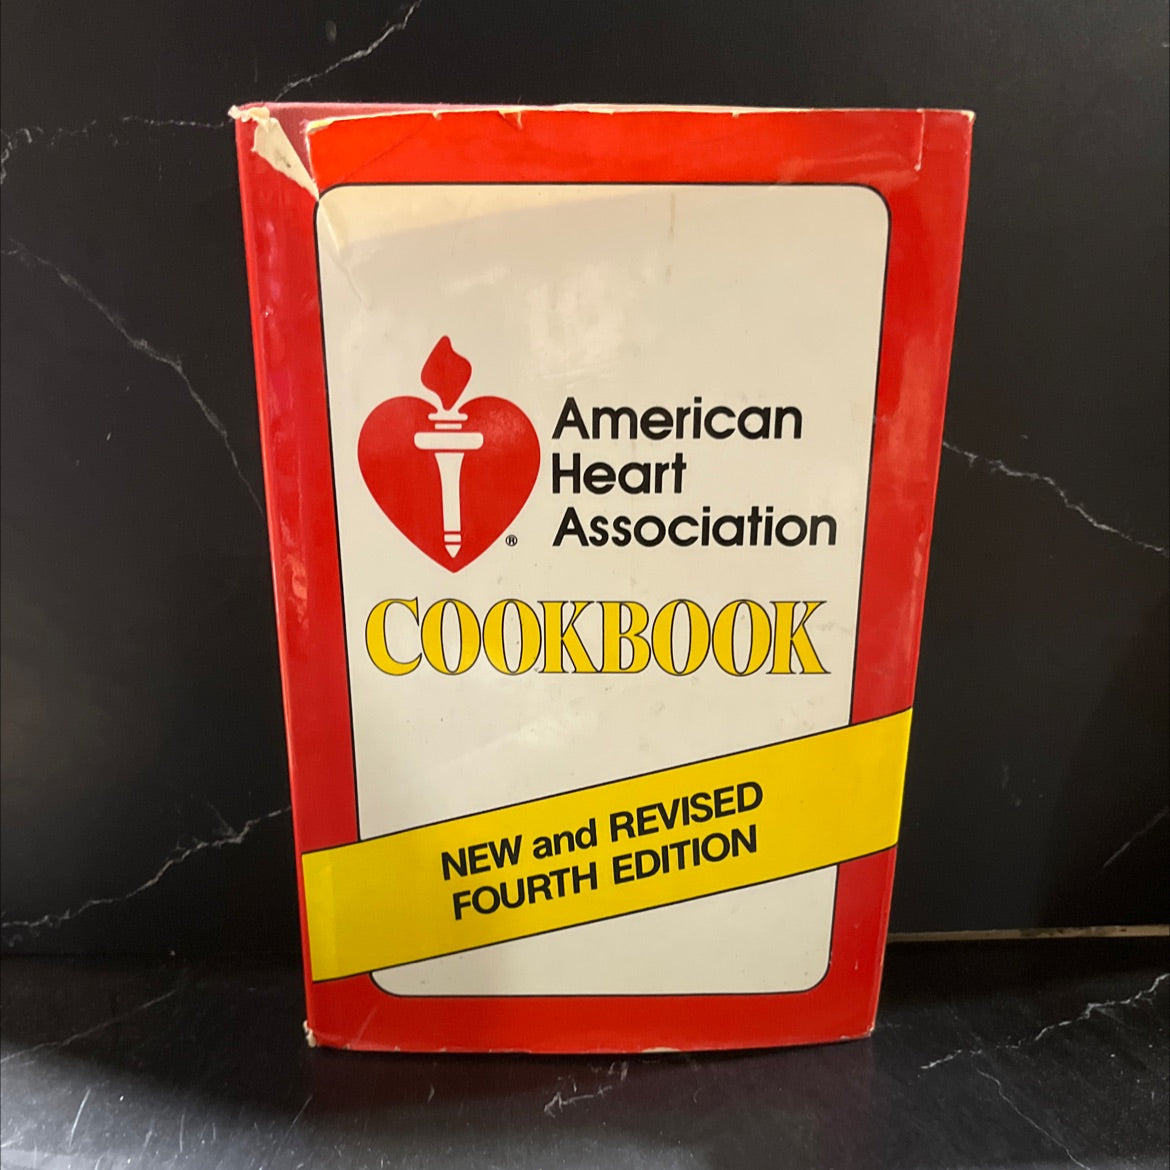 American
Heart
Association
®
COOKBOOK
NEW and REVISED
FOURTH EDITION